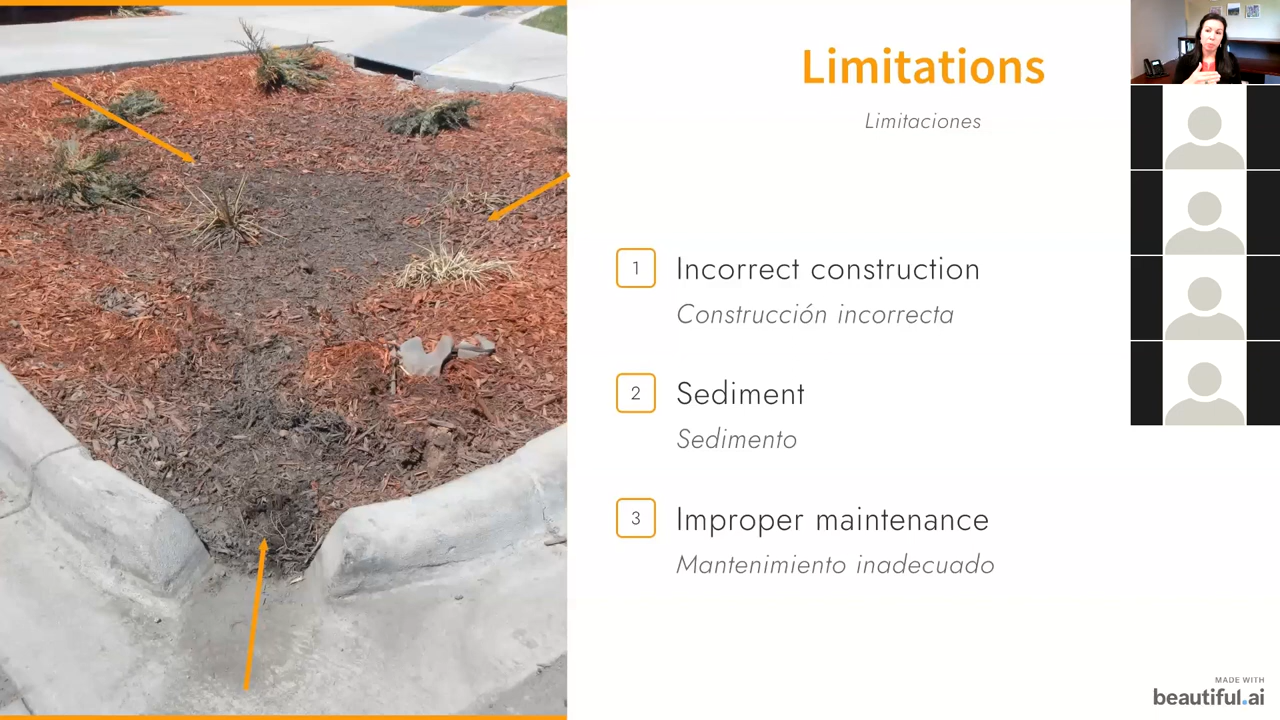 Limitations
Limitaciones
1
Incorrect construction
Construcción incorrecta
2
Sediment
Sedimento
3
Improper maintenance
Mantenimiento inadecuado
MADE WITH
beautiful.ai